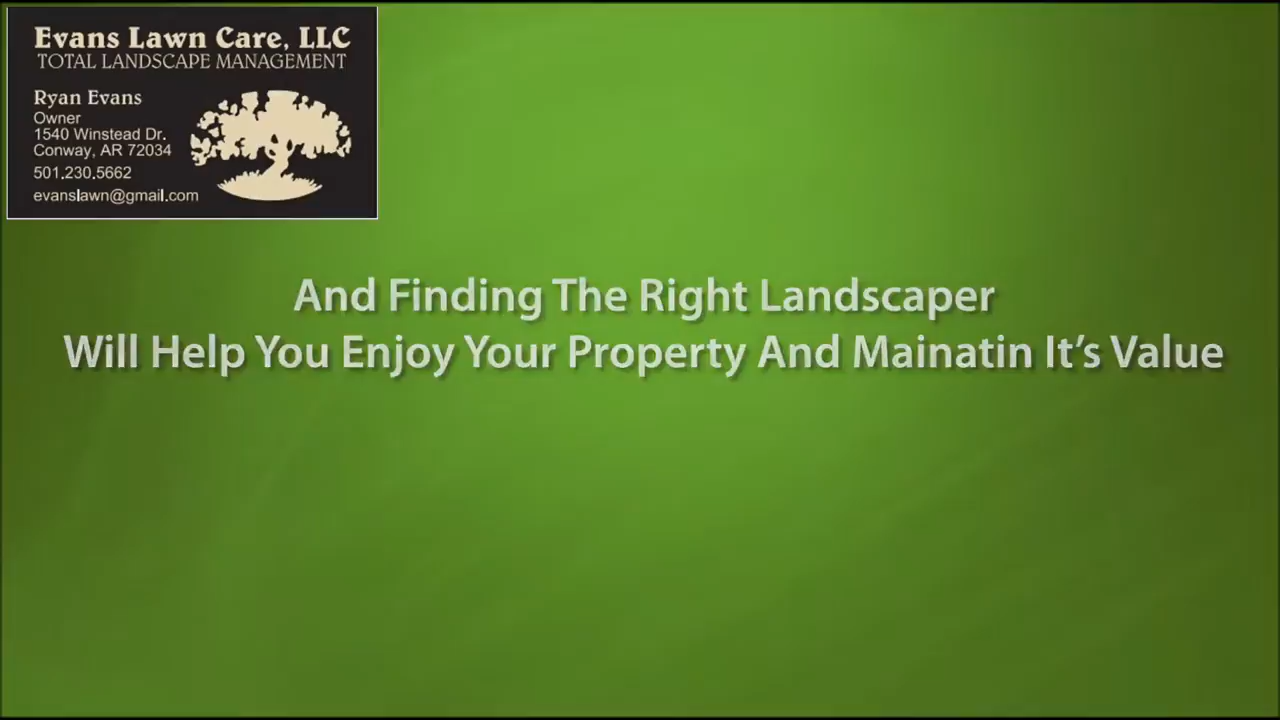 Evans Lawn Care, LLC
TOTAL LANDSCAPE MANAGEMENT
Ryan Evans
Owner
1540 Winstead Dr.
Conway, AR 72034
501.230.5662
evanslawn@gmail.com
And Finding The Right Landscaper
Will Help You Enjoy Your Property And Mainatin It’s Value